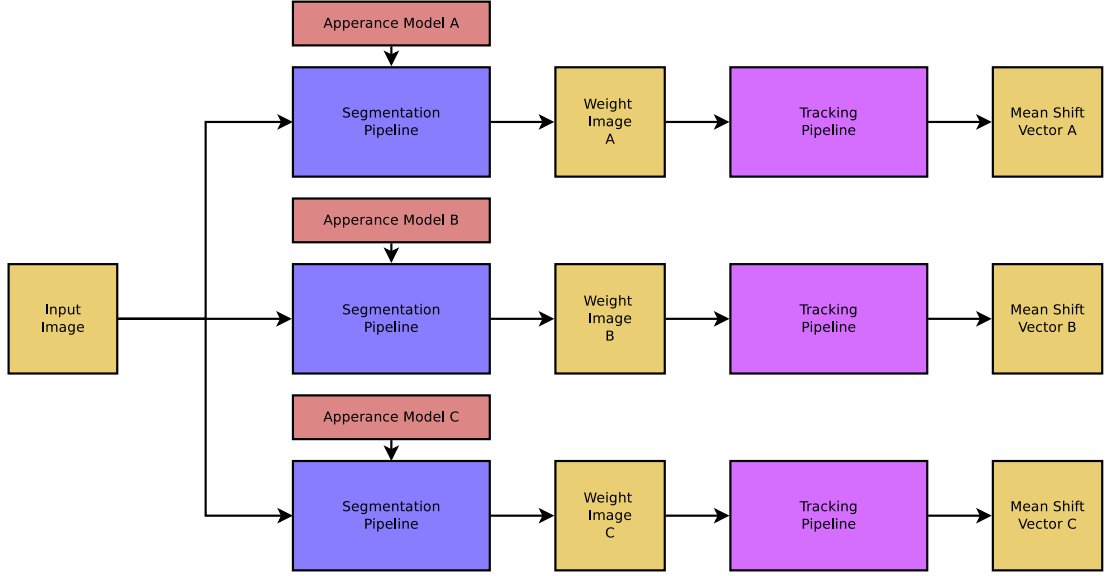 Apperance Model A
Segmentation
Pipeline
Weight
Image
A
Tracking
Pipeline
Mean Shift
Vector A
Apperance Model B
Input
Image
Segmentation
Pipeline
Weight
Image
B
Tracking
Pipeline
Mean Shift
Vector B
Apperance Model C
Segmentation
Pipeline
Weight
Image
C
Tracking
Pipeline
Mean Shift
Vector C